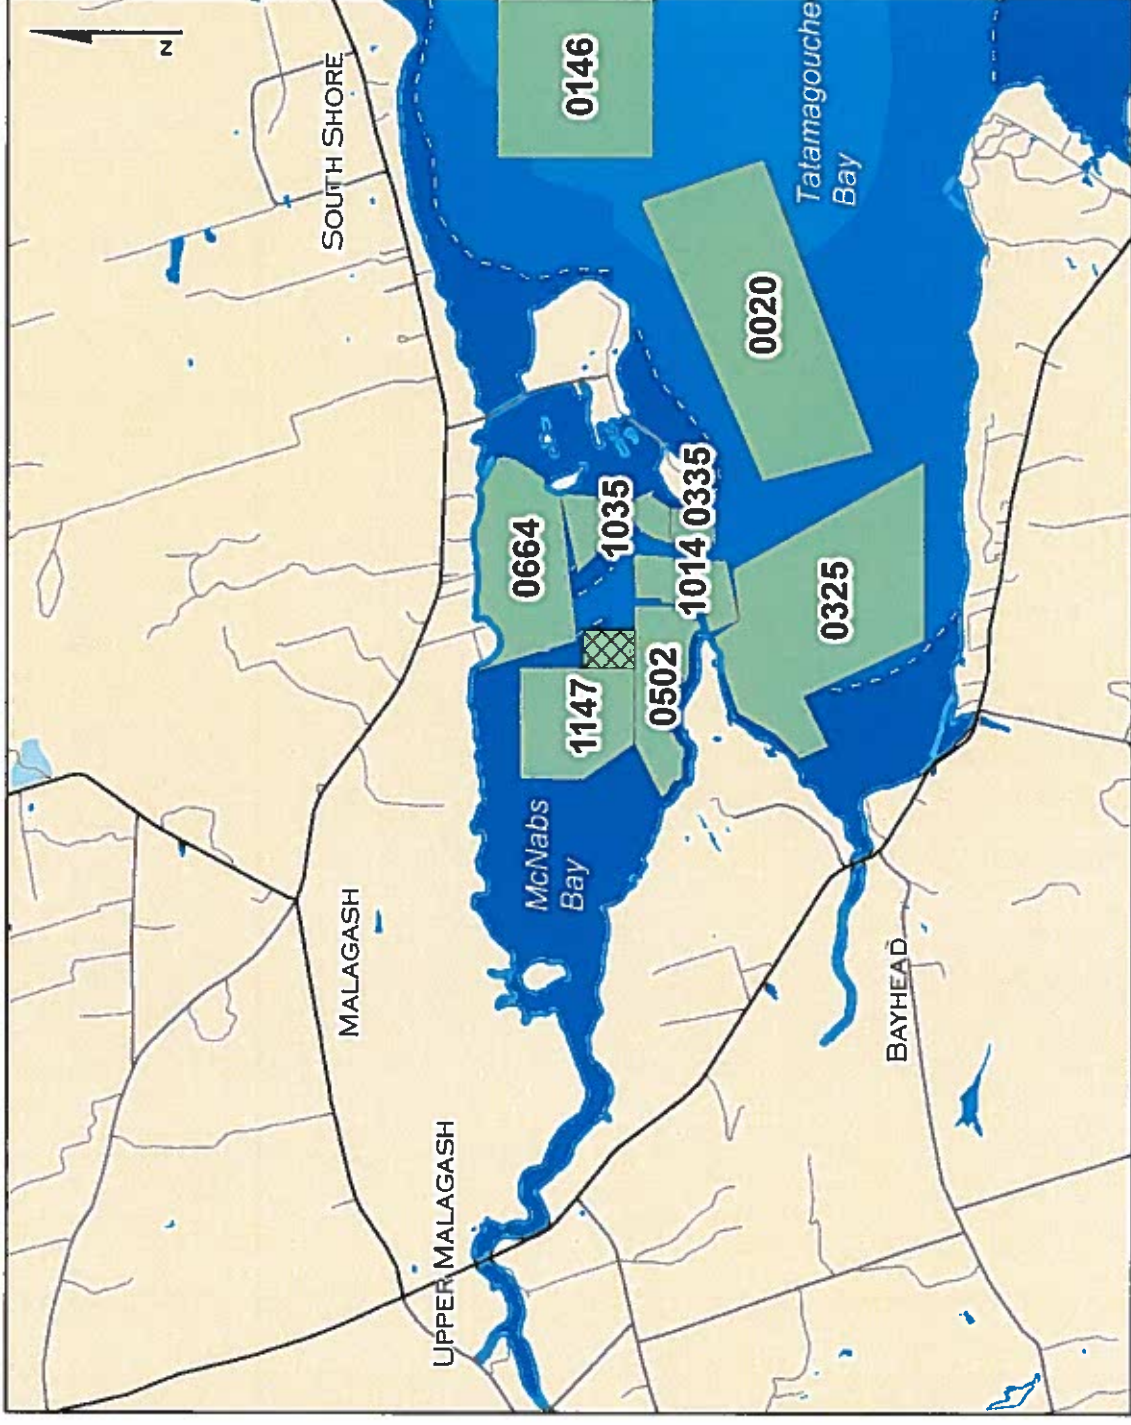 N
SOUTH SHORE
MALAGASH
UPPER MALAGASH
0664
McNabs
Bay
0146
1147
1035
0502
1014
0335
0020
Tatamagouche
Bay
0325
BAYHEAD